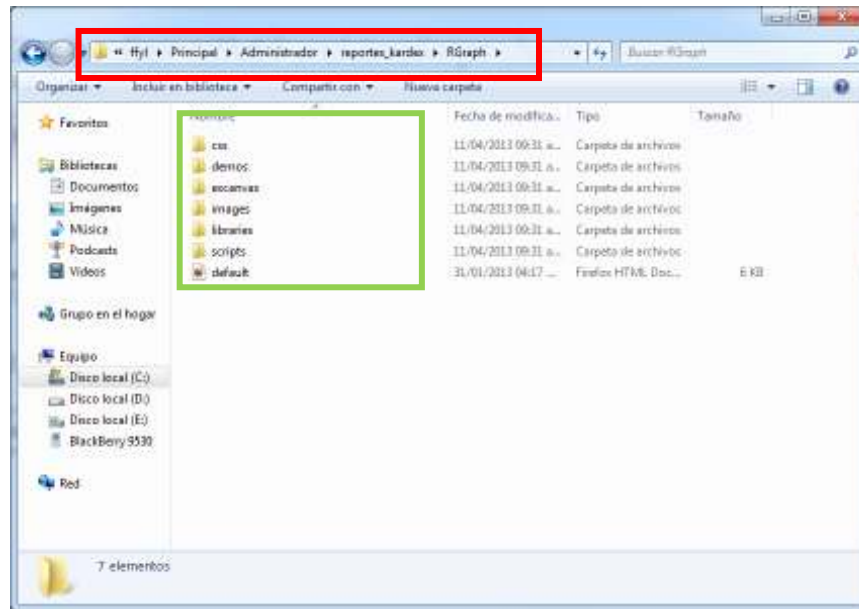 « ffyl ▸ Principal ▸ Administrador ▸ reportes_kardex ▸ RGraph ▸ Buscar RGraph
Organizar Incluir en biblioteca Compartir con Nueva carpeta
Nombre Fecha de modifica... Tipo Tamaño
css 11/04/2013 09:31 a... Carpeta de archivos
demos 11/04/2013 09:31 a... Carpeta de archivos
excanvas 11/04/2013 09:31 a... Carpeta de archivos
images 11/04/2013 09:31 a... Carpeta de archivos
libraries 11/04/2013 09:31 a... Carpeta de archivos
scripts 11/04/2013 09:31 a... Carpeta de archivos
default 31/01/2013 04:17 ... Firefox HTML Doc... 6 KB
Favoritos
Bibliotecas
Documentos
Imágenes
Música
Podcasts
Videos
Grupo en el hogar
Equipo
Disco local (C:)
Disco local (D:)
Disco local (E:)
BlackBerry 9530
Red
7 elementos